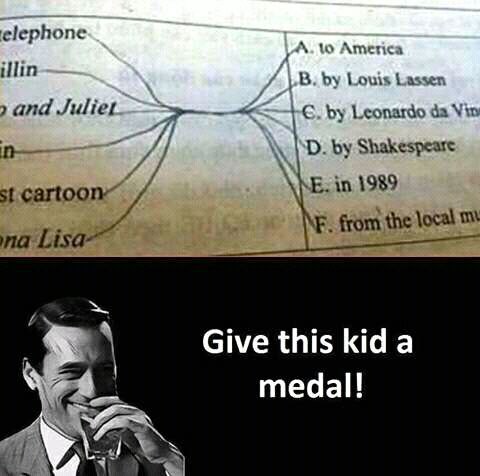 elephone
illin
o and Juliet
in
st cartoon
ona Lisa
A. to America
B. by Louis Lassen
C. by Leonardo da Vin
D. by Shakespeare
E. in 1989
F. from the local mu
Give this kid a
medal!